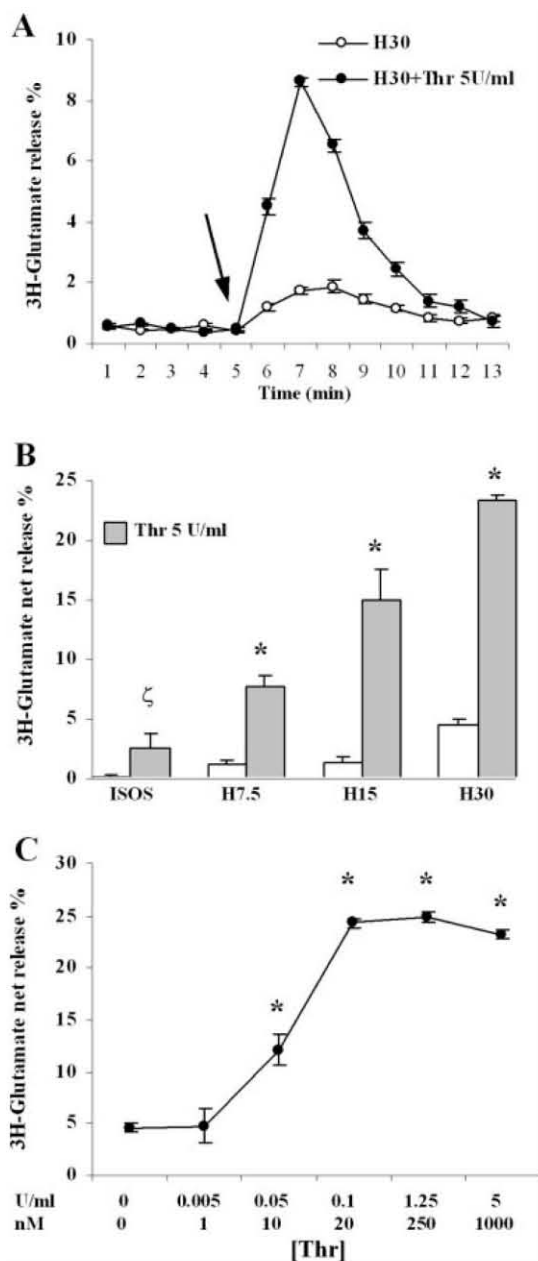 A
H30
H30+Thr 5U/ml
3H-Glutamate release %
10
8
6
4
2
0
1 2 3 4 5 6 7 8 9 10 11 12 13
Time (min)
B
Thr 5 U/ml
3H-Glutamate net release %
25
20
15
10
5
0
ζ
*
*
*
ISOS H7.5 H15 H30
C
3H-Glutamate net release %
30
25
20
15
10
5
0
*
*
*
*
U/ml 0 0.005 0.05 0.1 1.25 5
nM 0 1 10 20 250 1000
[Thr]